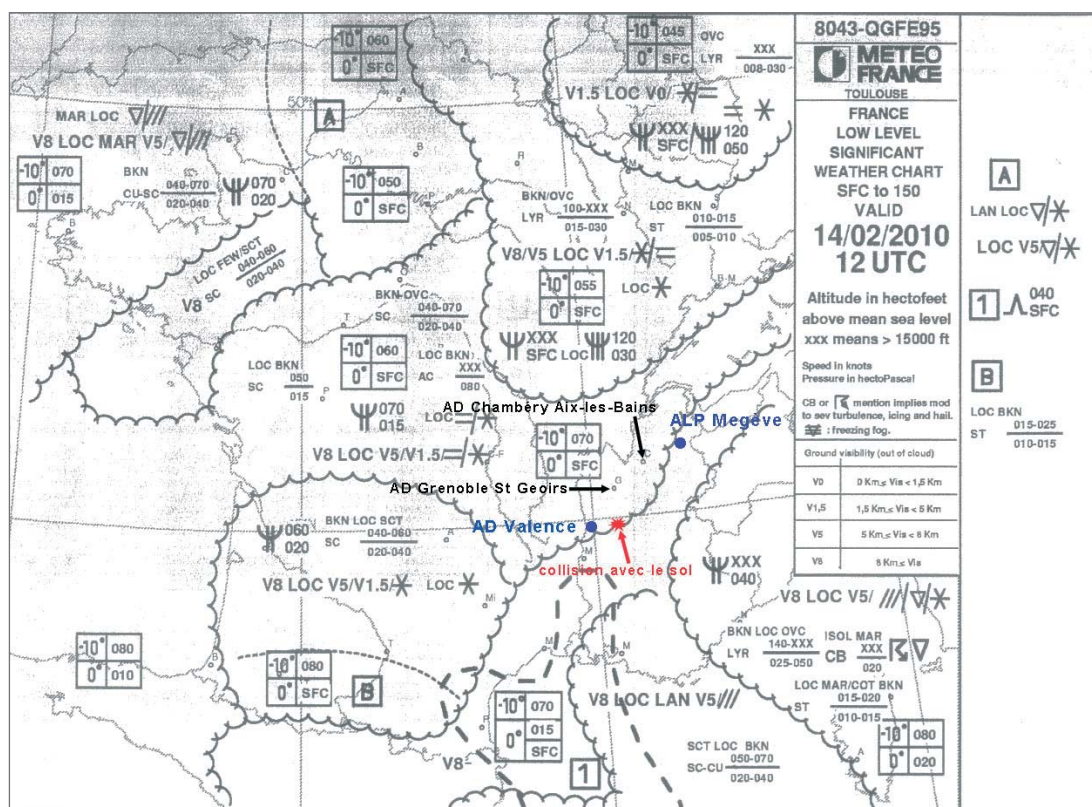 -10° 060
0° SFC
-10° 045
0° SFC
OVC
LYR
XXX
008-030
V1.5 LOC V0/
XXX
SFC
120
050
MAR LOC
V8 LOC MAR V5/
50°N
A
-10° 070
0° 015
BKN
CU-SC
040-070
020-040
070
020
-10° 050
0° SFC
BKN/OVC
LYR
100-XXX
015-030
LOC BKN
ST
010-015
005-010
V8/V5 LOC V1.5/
LOC
-10° 055
0° SFC
XXX
SFC
LOC
120
030
LOC FEW/SCT
SC
040-060
020-040
V8
BKN-OVC
SC
040-070
020-040
-10° 060
0° SFC
LOC BKN
SC
050
015
LOC BKN
AC
XXX
080
070
015
LOC
V8 LOC V5/V1.5/
AD Chambéry Aix-les-Bains
ALP Megève
-10° 070
0° SFC
AD Grenoble St Geoirs
AD Valence
collision avec le sol
060
020
BKN LOC SCT
SC
040-060
020-040
V8 LOC V5/V1.5/
LOC
XXX
040
-10° 080
0° 010
-10° 080
0° SFC
B
-10° 070
0° 015
SFC
V8
1
V8 LOC LAN V5
SCT LOC BKN
SC-CU
050-070
020-040
V8 LOC V5/
BKN LOC OVC
LYR
140-XXX
025-050
ISOL MAR
CB
XXX
020
LOC MAR/COT BKN
ST
015-020
010-015
-10° 080
0° 020
8043-QGFE95
METEO
FRANCE
TOULOUSE
FRANCE
LOW LEVEL
SIGNIFICANT
WEATHER CHART
SFC to 150
VALID
14/02/2010
12 UTC
Altitude in hectofeet
above mean sea level
xxx means > 15000 ft
Speed in knots
Pressure in hectoPascal
CB or mention implies mod
to sev turbulence, icing and hail.
: freezing fog.
Ground visibility (out of cloud)
V0 0 Km ≤ Vis < 1,5 Km
V1,5 1,5 Km ≤ Vis < 5 Km
V5 5 Km ≤ Vis < 8 Km
V8 8 Km ≤ Vis
A
LAN LOC
LOC V5
1 040
SFC
B
LOC BKN
ST
015-025
010-015